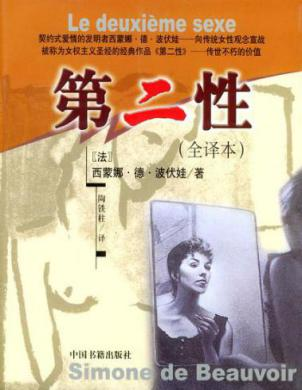 Le deuxième sexe
契约式爱情的发明者西蒙娜·德·波伏娃——向传统女性观念宣战
被称为女权主义圣经的经典作品《第二性》——传世不朽的价值
第二性
(全译本)
[法]
西蒙娜·德·波伏娃/著
陶铁柱/译
中国书籍出版社
Simone de Beauvoir